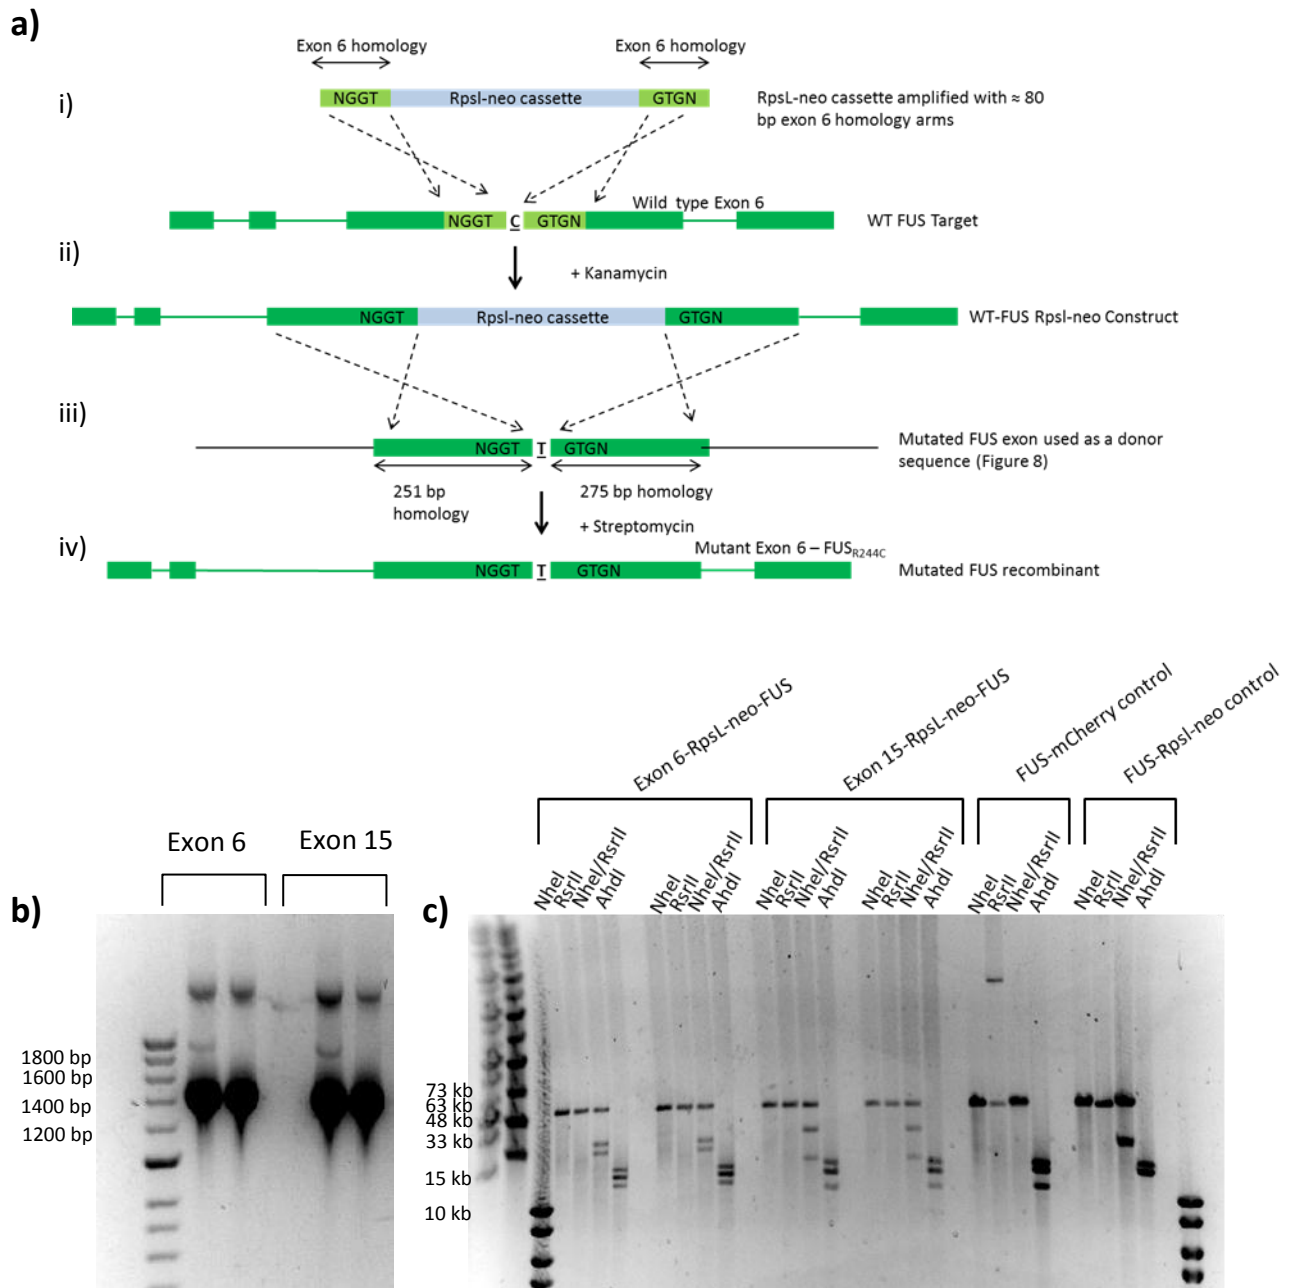 a)
Exon 6 homology
Exon 6 homology
i)
NGGT
Rpsl-neo cassette
GTGN
RpsL-neo cassette amplified with ≈ 80
bp exon 6 homology arms
Wild type Exon 6
NGGT
C
GTGN
WT FUS Target
ii)
+ Kanamycin
NGGT
Rpsl-neo cassette
GTGN
WT-FUS Rpsl-neo Construct
iii)
NGGT
T
GTGN
Mutated FUS exon used as a donor
sequence (Figure 8)
251 bp
homology
275 bp homology
+ Streptomycin
iv)
Mutant Exon 6 – FUSR244C
NGGT
T
GTGN
Mutated FUS recombinant
Exon 6-RpsL-neo-FUS
Exon 15-RpsL-neo-FUS
FUS-mCherry control
FUS-Rpsl-neo control
Exon 6
Exon 15
b)
1800 bp
1600 bp
1400 bp
1200 bp
c)
NheI
RsrII
NheI/RsrII
AhdI
NheI
RsrII
NheI/RsrII
AhdI
NheI
RsrII
NheI/RsrII
AhdI
NheI
RsrII
NheI/RsrII
AhdI
NheI
RsrII
NheI/RsrII
AhdI
NheI
RsrII
NheI/RsrII
AhdI
73 kb
63 kb
48 kb
33 kb
15 kb
10 kb